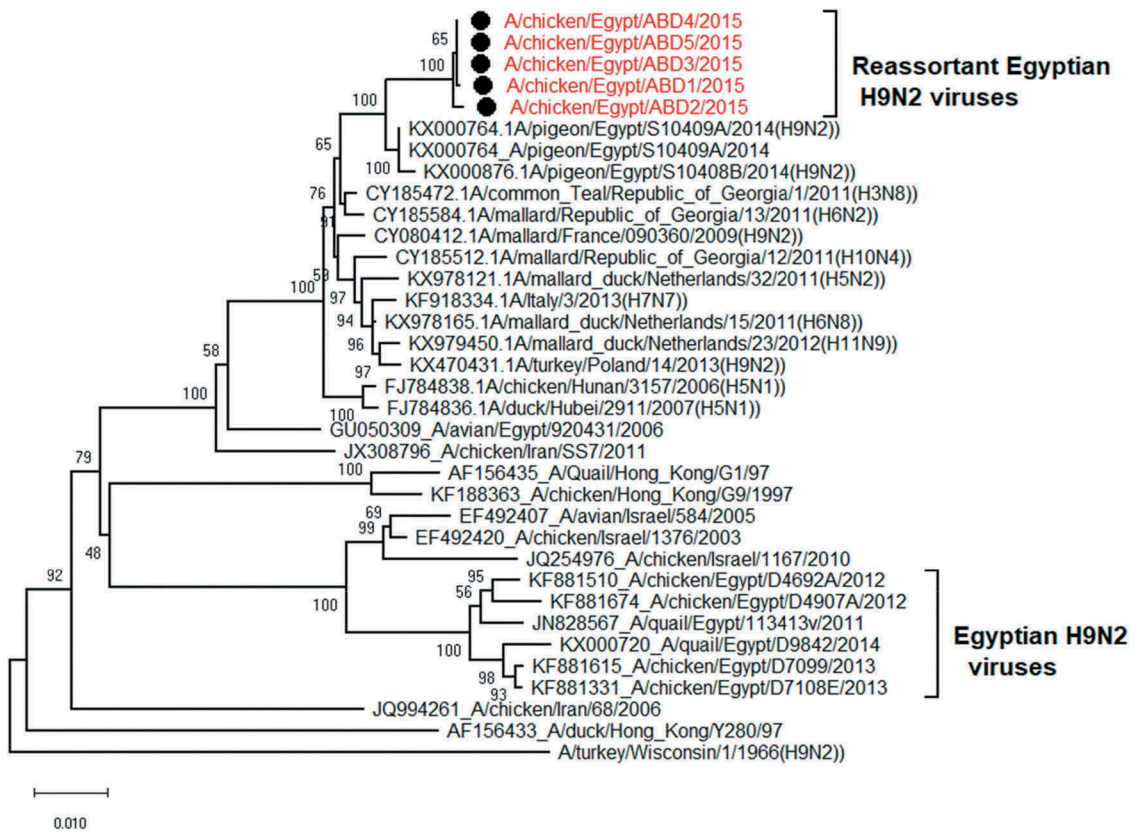 65
A/chicken/Egypt/ABD4/2015
A/chicken/Egypt/ABD5/2015
100
A/chicken/Egypt/ABD3/2015
A/chicken/Egypt/ABD1/2015
A/chicken/Egypt/ABD2/2015
Reassortant Egyptian
H9N2 viruses
100
KX000764.1A/pigeon/Egypt/S10409A/2014(H9N2))
65
KX000764_A/pigeon/Egypt/S10409A/2014
100
KX000876.1A/pigeon/Egypt/S10408B/2014(H9N2))
76
CY185472.1A/common_Teal/Republic_of_Georgia/1/2011(H3N8))
91
CY185584.1A/mallard/Republic_of_Georgia/13/2011(H6N2))
CY080412.1A/mallard/France/090360/2009(H9N2))
CY185512.1A/mallard/Republic_of_Georgia/12/2011(H10N4))
100
59
KX978121.1A/mallard_duck/Netherlands/32/2011(H5N2))
97
KF918334.1A/Italy/3/2013(H7N7))
94
KX978165.1A/mallard_duck/Netherlands/15/2011(H6N8))
96
KX979450.1A/mallard_duck/Netherlands/23/2012(H11N9))
58
KX470431.1A/turkey/Poland/14/2013(H9N2))
97
FJ784838.1A/chicken/Hunan/3157/2006(H5N1))
100
100
FJ784836.1A/duck/Hubei/2911/2007(H5N1))
GU050309_A/avian/Egypt/920431/2006
JX308796_A/chicken/Iran/SS7/2011
79
100
AF156435_A/Quail/Hong_Kong/G1/97
KF188363_A/chicken/Hong_Kong/G9/1997
69
EF492407_A/avian/Israel/584/2005
99
EF492420_A/chicken/Israel/1376/2003
48
JQ254976_A/chicken/Israel/1167/2010
92
95
KF881510_A/chicken/Egypt/D4692A/2012
56
KF881674_A/chicken/Egypt/D4907A/2012
100
JN828567_A/quail/Egypt/113413v/2011
100
KX000720_A/quail/Egypt/D9842/2014
KF881615_A/chicken/Egypt/D7099/2013
98
93
KF881331_A/chicken/Egypt/D7108E/2013
Egyptian H9N2
viruses
JQ994261_A/chicken/Iran/68/2006
AF156433_A/duck/Hong_Kong/Y280/97
A/turkey/Wisconsin/1/1966(H9N2))
0.010